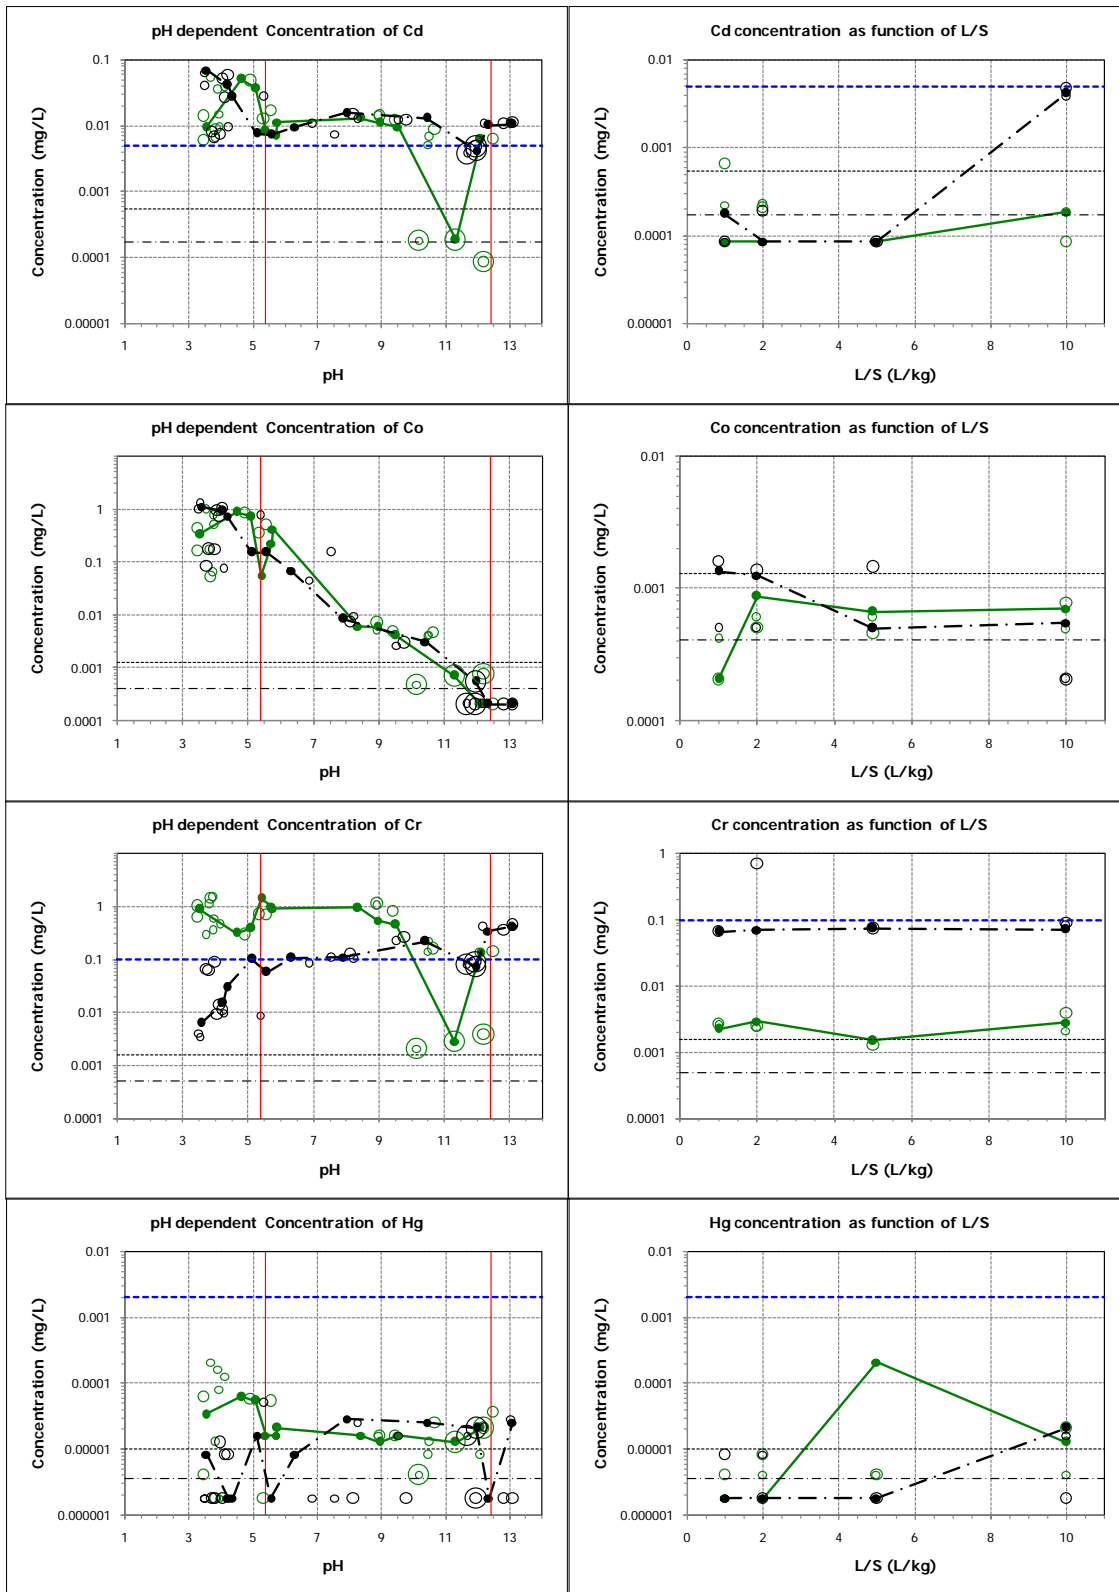 pH dependent Concentration of Cd
Concentration (mg/L)
0.1
0.01
0.001
0.0001
0.00001
1 3 5 7 9 11 13
pH
Cd concentration as function of L/S
Concentration (mg/L)
0.01
0.001
0.0001
0.00001
0 2 4 6 8 10
L/S (L/kg)
pH dependent Concentration of Co
Concentration (mg/L)
1
0.1
0.01
0.001
0.0001
1 3 5 7 9 11 13
pH
Co concentration as function of L/S
Concentration (mg/L)
0.01
0.001
0.0001
0 2 4 6 8 10
L/S (L/kg)
pH dependent Concentration of Cr
Concentration (mg/L)
1
0.1
0.01
0.001
0.0001
1 3 5 7 9 11 13
pH
Cr concentration as function of L/S
Concentration (mg/L)
1
0.1
0.01
0.001
0.0001
0 2 4 6 8 10
L/S (L/kg)
pH dependent Concentration of Hg
Concentration (mg/L)
0.01
0.001
0.0001
0.00001
0.000001
1 3 5 7 9 11 13
pH
Hg concentration as function of L/S
Concentration (mg/L)
0.01
0.001
0.0001
0.00001
0.000001
0 2 4 6 8 10
L/S (L/kg)